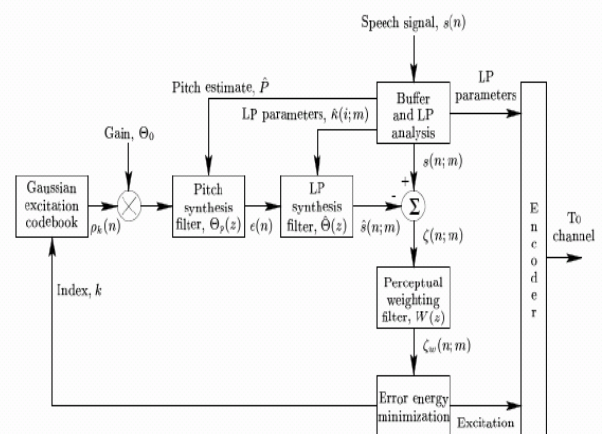 Speech signal, s(n)
Pitch estimate, P̂
LP parameters, k̂(i;m)
Buffer
and LP
analysis
LP
parameters
Gain, Θ₀
s(n;m)
+
-
Gaussian
excitation
codebook
ρₖ(n)
Pitch
synthesis
filter, Θₚ(z)
ϵ(n)
LP
synthesis
filter, Θ̂(z)
ŝ(n;m)
Σ
ζ(n;m)
Encoder
To
channel
Index, k
Perceptual
weighting
filter, W(z)
ζw(n;m)
Error energy
minimization
Excitation